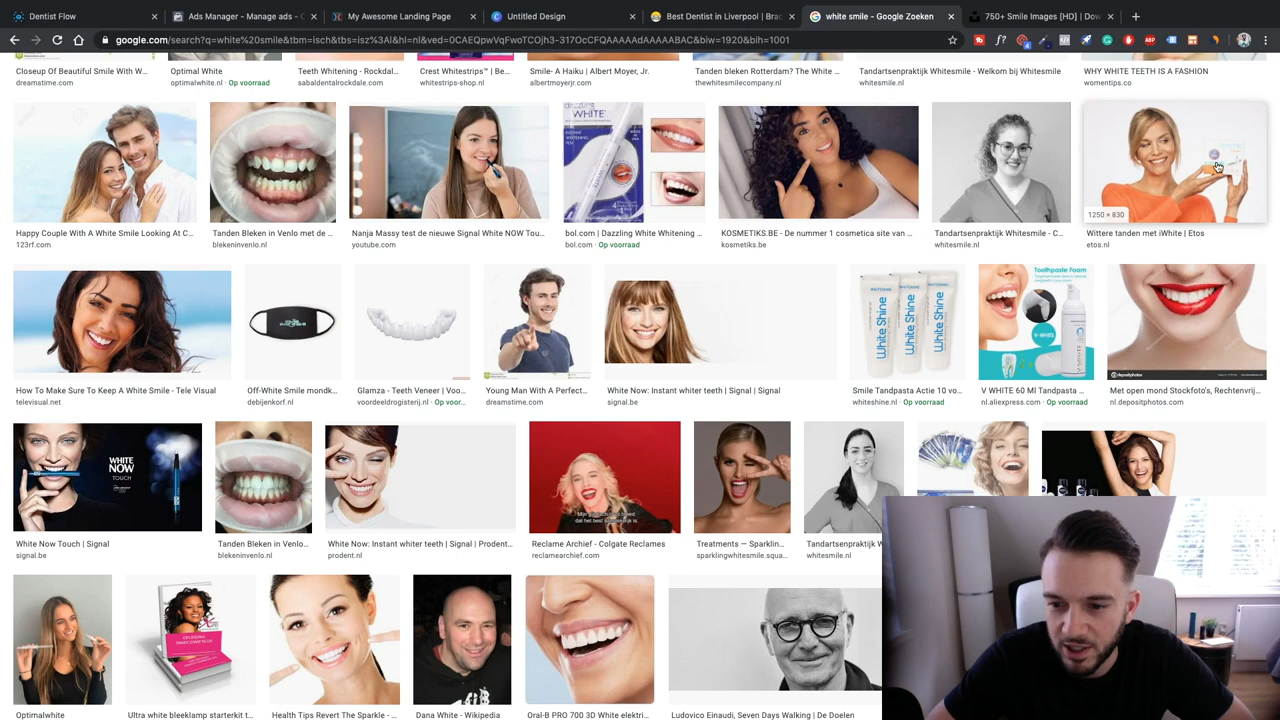 Dentist Flow
Ads Manager - Manage ads - C
My Awesome Landing Page
Untitled Design
Best Dentist in Liverpool | Brac
white smile - Google Zoeken
750+ Smile Images [HD] | Dow
google.com/search?q=white%20smile&tbm=isch&tbs=isz%3Al&hl=nl&ved=0CAEQpwVqFwoTCOjh3-317OcCFQAAAAAdAAAAABAC&biw=1920&bih=1001
Closeup Of Beautiful Smile With W...
dreamstime.com
Optimal White
optimalwhite.nl · Op voorraad
Teeth Whitening - Rockdal...
sabaldentalrockdale.com
Crest Whitestrips™ | Be...
whitestrips-shop.nl
Smile- A Haiku | Albert Moyer, Jr.
albertmoyerjr.com
Tanden bleken Rotterdam? The White ...
thewhitesmilecompany.nl
Tandartsenpraktijk Whitesmile - Welkom bij Whitesmile
whitesmile.nl
WHY WHITE TEETH IS A FASHION
womentips.co
WHITE
1250 × 830
Happy Couple With A White Smile Looking At C...
123rf.com
Tanden Bleken in Venlo met de ...
blekeninvenlo.nl
Nanja Massy test de nieuwe Signal White NOW Tou...
youtube.com
bol.com | Dazzling White Whitening ...
bol.com · Op voorraad
KOSMETIKS.BE - De nummer 1 cosmetica site van ...
kosmetiks.be
Tandartsenpraktijk Whitesmile - C...
whitesmile.nl
Wittere tanden met iWhite | Etos
etos.nl
White Shine
White Shine
White Shine
Toothpaste Foam
V-WHITE
depositphotos
How To Make Sure To Keep A White Smile - Tele Visual
televisual.net
Off-White Smile mondk...
debijenkorf.nl
Glamza - Teeth Veneer | Voo...
voordeeldrogisterij.nl · Op voor...
Young Man With A Perfect...
dreamstime.com
White Now: Instant whiter teeth | Signal | Signal
signal.be
Smile Tandpasta Actie 10 vo...
whiteshine.nl · Op voorraad
V WHITE 60 Ml Tandpasta ...
nl.aliexpress.com · Op voorraad
Met open mond Stockfoto's, Rechtenvrij...
nl.depositphotos.com
WHITE
NOW
TOUCH
dat het best
White Now Touch | Signal
signal.be
Tanden Bleken in Venlo...
blekeninvenlo.nl
White Now: Instant whiter teeth | Signal | Prodent...
prodent.nl
Reclame Archief - Colgate Reclames
reclamearchief.com
Treatments — Sparklin...
sparklingwhitesmile.squa...
Tandartsenpraktijk W
whitesmile.nl
Optimalwhite
Ultra white bleeklamp starterkit t...
Health Tips Revert The Sparkle - ...
Dana White - Wikipedia
Oral-B PRO 700 3D White elektri...
Ludovico Einaudi, Seven Days Walking | De Doelen